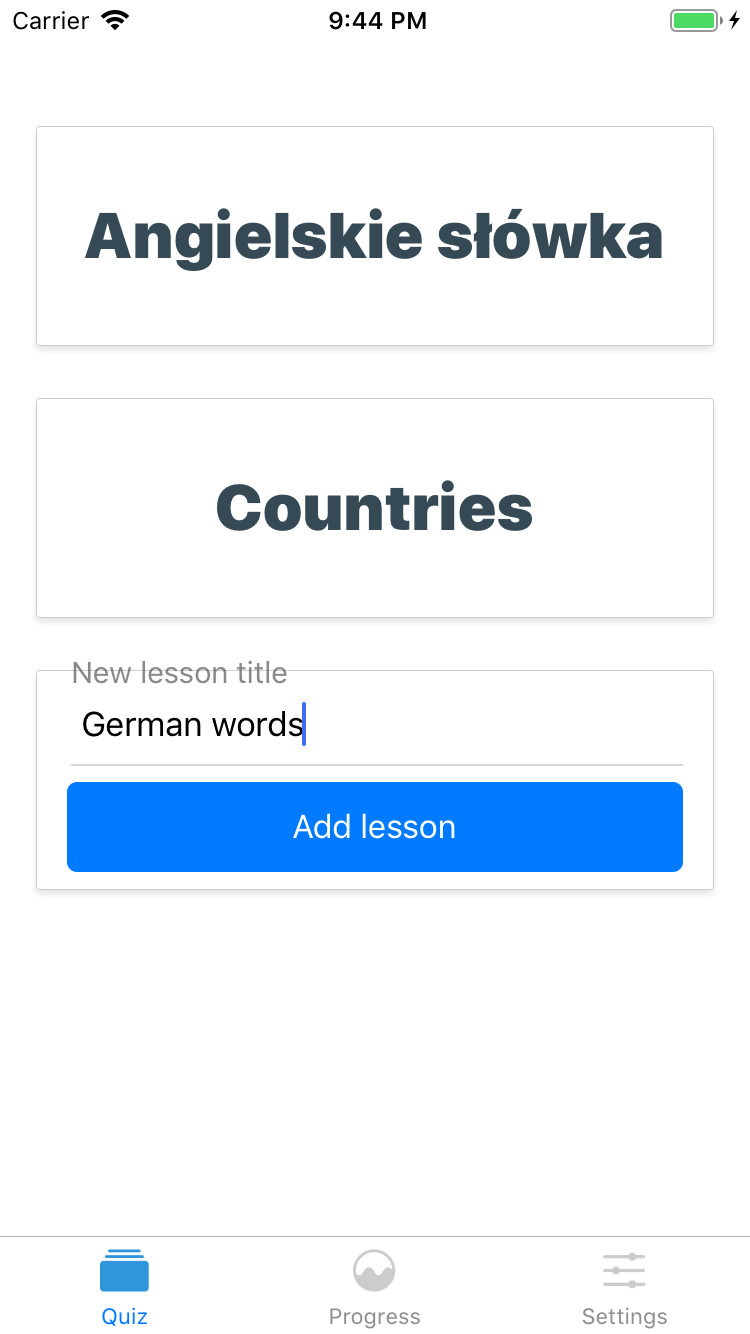 Carrier 9:44 PM
Angielskie słówka
Countries
New lesson title
German words
Add lesson
Quiz Progress Settings